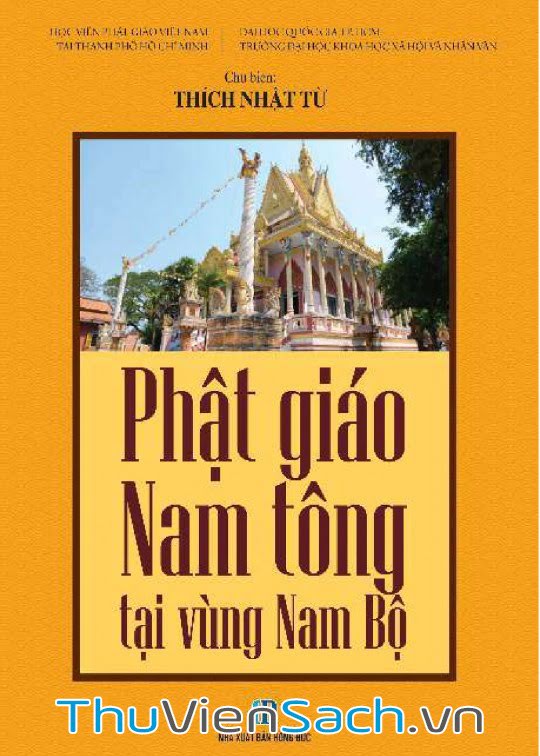 HỌC VIỆN PHẬT GIÁO VIỆT NAM
TẠI THÀNH PHỐ HỒ CHÍ MINH
ĐẠI HỌC QUỐC GIA TP. HCM
TRƯỜNG ĐẠI HỌC KHOA HỌC XÃ HỘI VÀ NHÂN VĂN
Chủ biên:
THÍCH NHẬT TỪ
Phật giáo
Nam tông
tại vùng Nam Bộ
ThuVienSach.vn
NHÀ XUẤT BẢN HỒNG ĐỨC